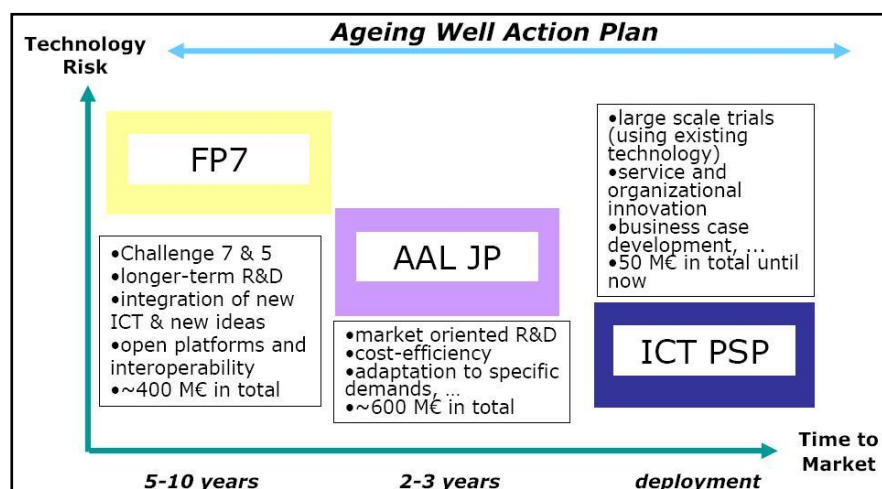 Ageing Well Action Plan
Technology
Risk
FP7
•Challenge 7 & 5
•longer-term R&D
•integration of new
ICT & new ideas
•open platforms and
interoperability
•~400 M€ in total
AAL JP
•market oriented R&D
•cost-efficiency
•adaptation to specific
demands, …
•~600 M€ in total
•large scale trials
(using existing
technology)
•service and
organizational
innovation
•business case
development, ...
•50 M€ in total until
now
ICT PSP
Time to
Market
5-10 years
2-3 years
deployment